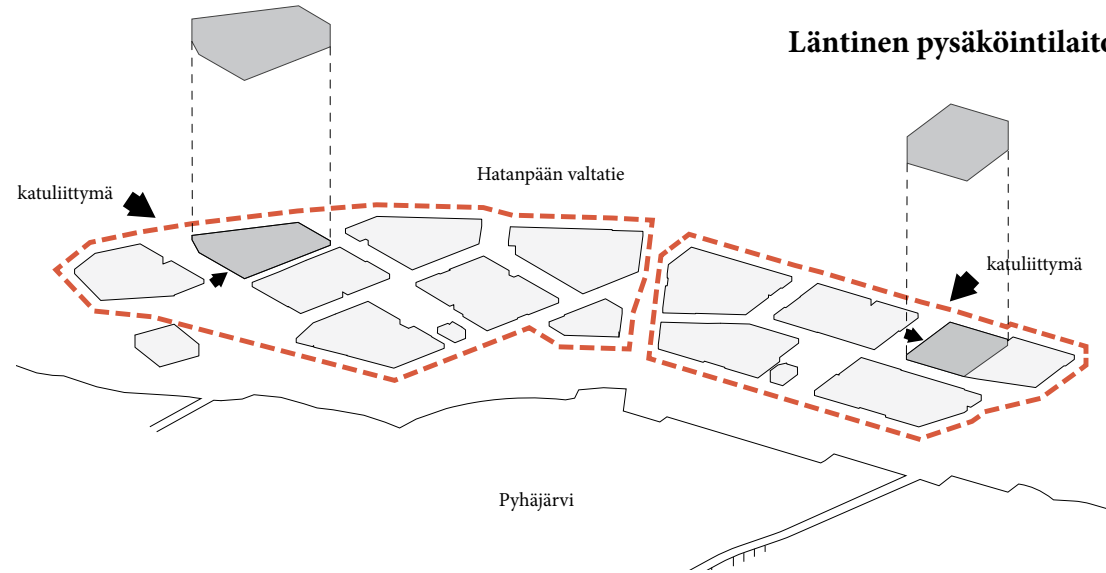 Läntinen pysäköintilaito
Hatanpään valtatie
katuliittymä
katuliittymä
Pyhäjärvi